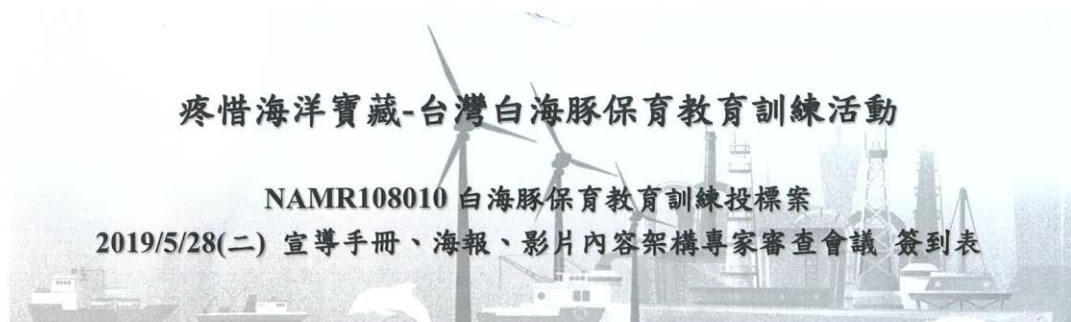 疼惜海洋寶藏-台灣白海豚保育教育訓練活動
NAMR108010 白海豚保育教育訓練投標案
2019/5/28(二) 宣導手冊、海報、影片內容架構專家審查會議 簽到表